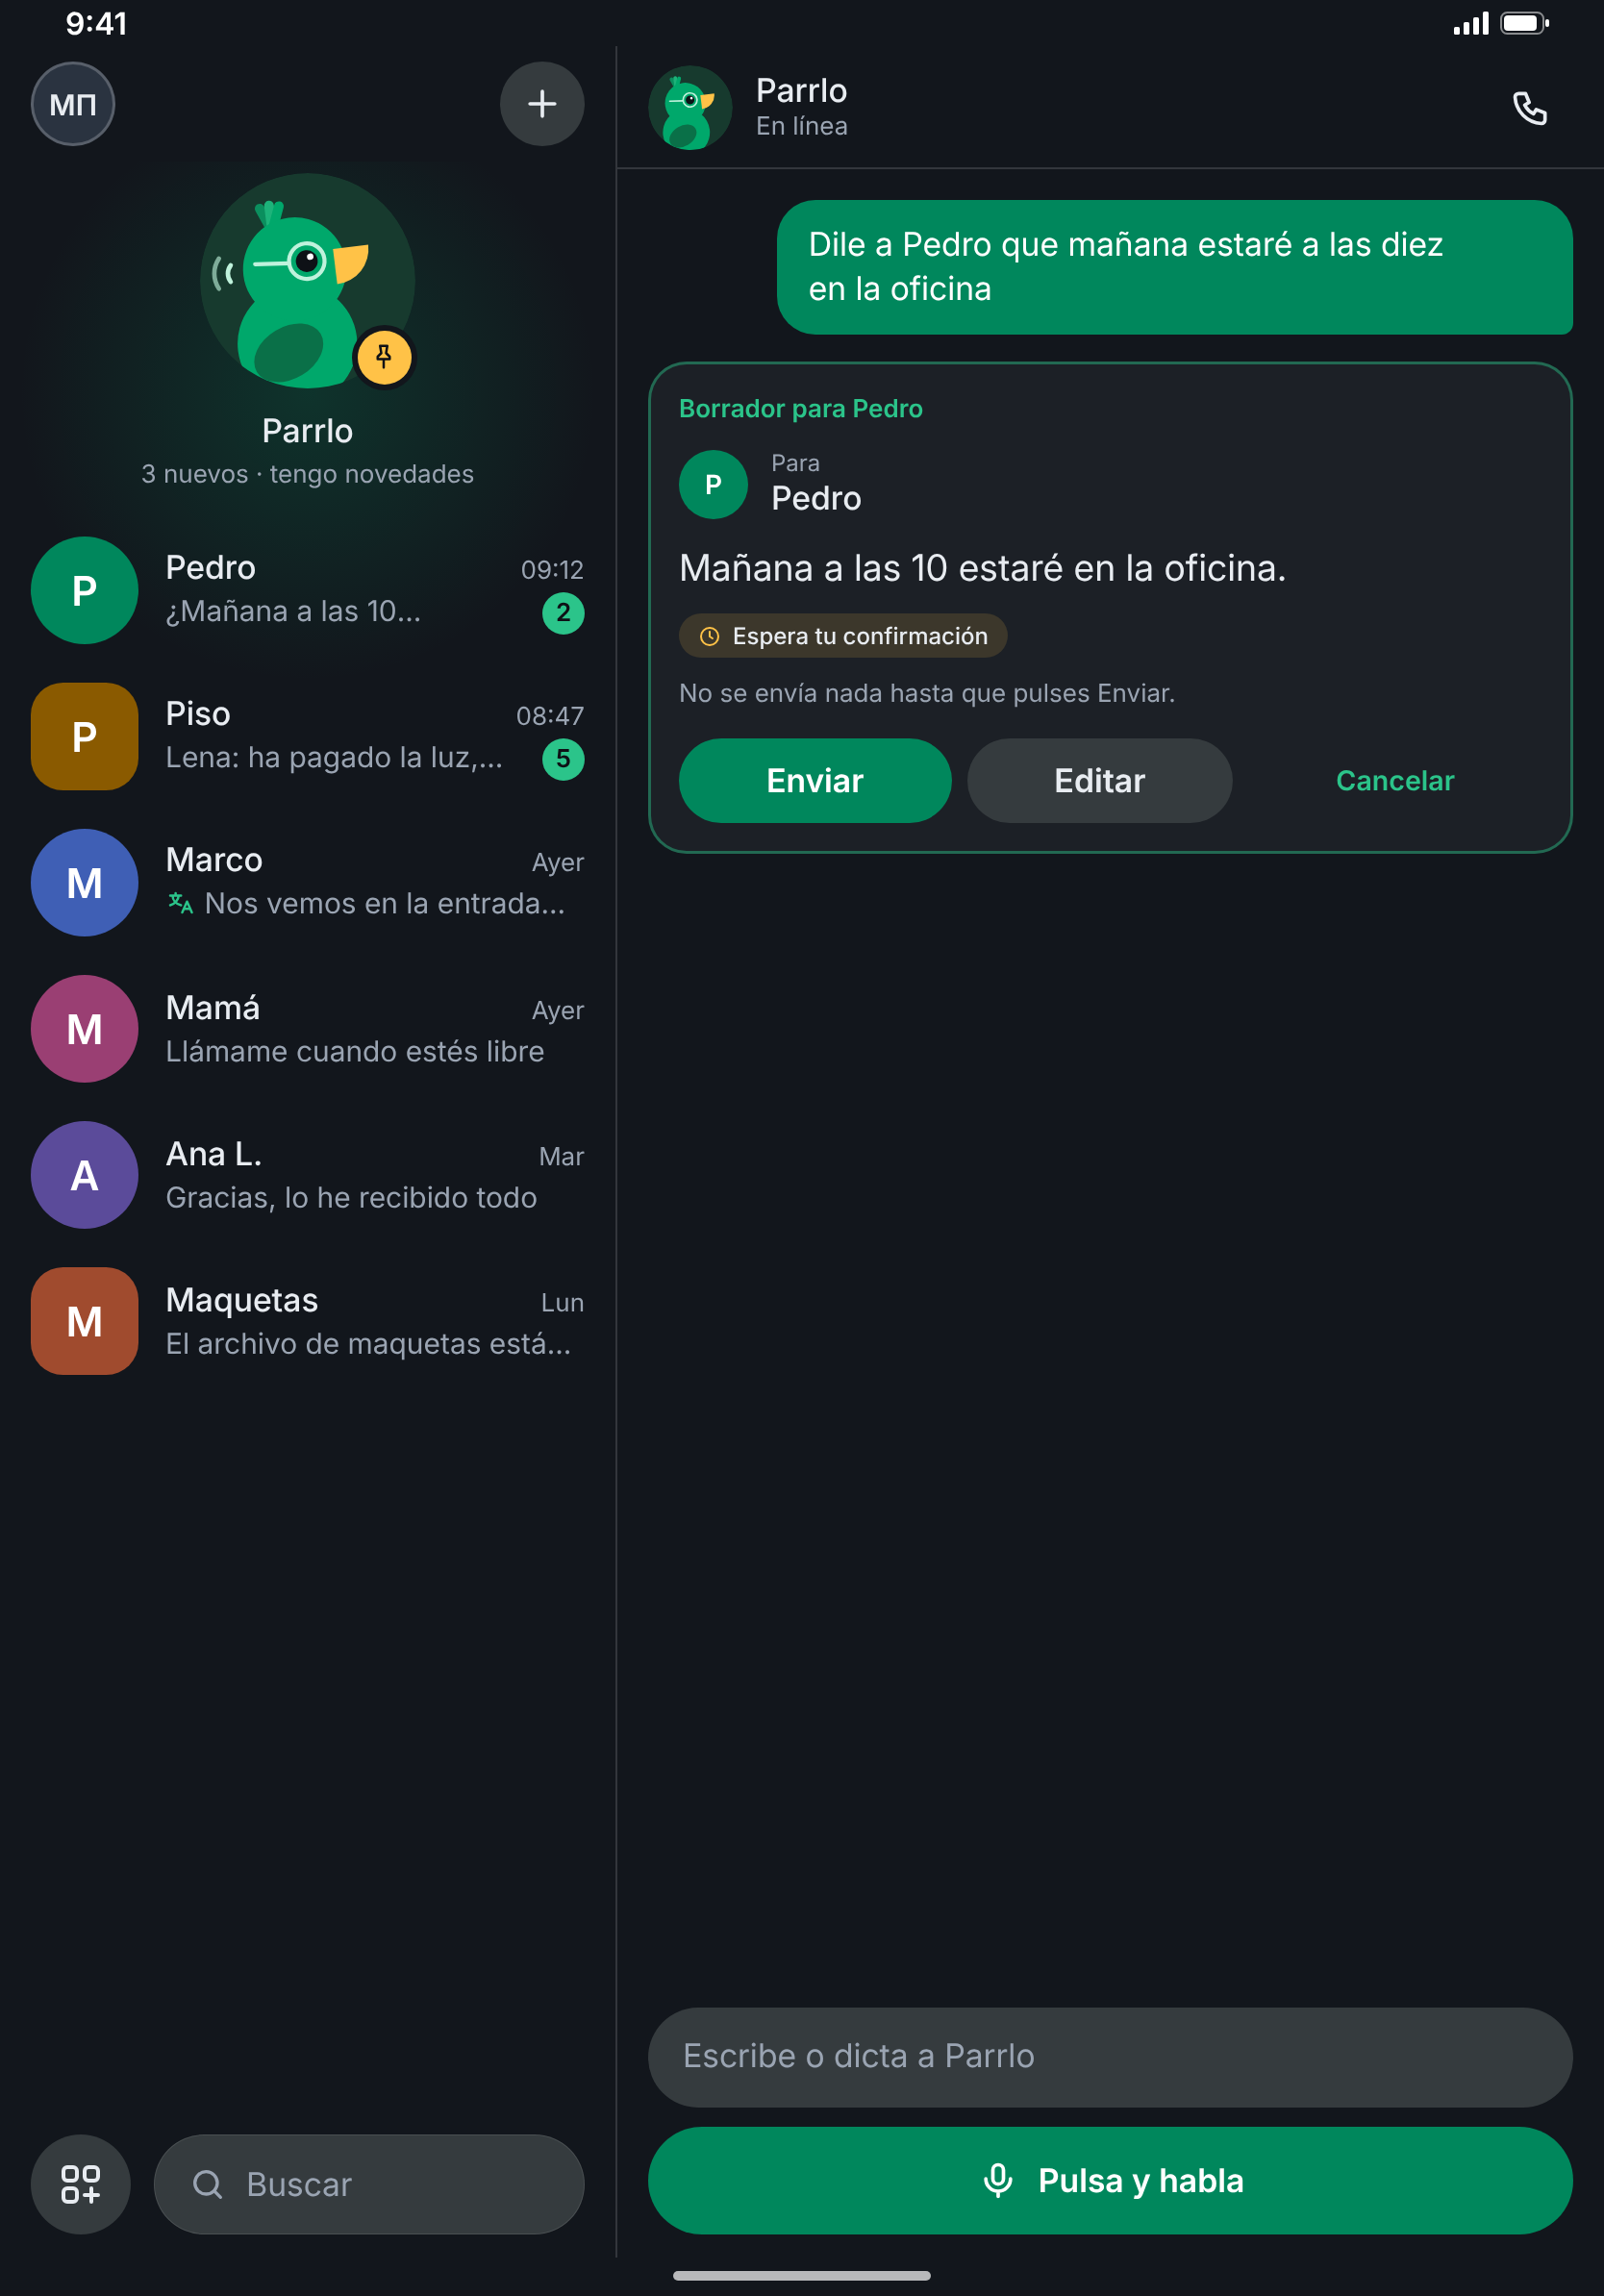 9:41
МП
Parrlo
3 nuevos · tengo novedades
P
Pedro
09:12
¿Mañana a las 10...
2
P
Piso
08:47
Lena: ha pagado la luz,...
5
M
Marco
Ayer
Nos vemos en la entrada...
M
Mamá
Ayer
Llámame cuando estés libre
A
Ana L.
Mar
Gracias, lo he recibido todo
M
Maquetas
Lun
El archivo de maquetas está...
Buscar
Parrlo
En línea
Dile a Pedro que mañana estaré a las diez
en la oficina
Borrador para Pedro
P
Para
Pedro
Mañana a las 10 estaré en la oficina.
Espera tu confirmación
No se envía nada hasta que pulses Enviar.
Enviar
Editar
Cancelar
Escribe o dicta a Parrlo
Pulsa y habla